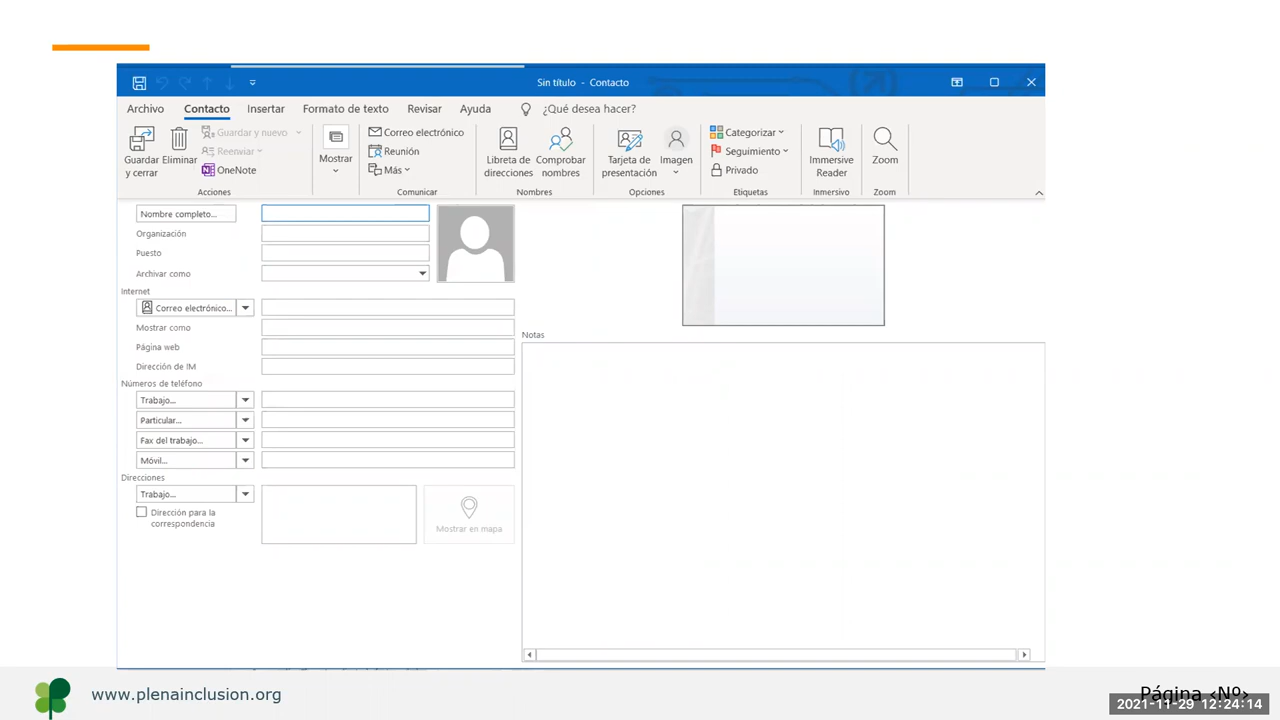 Sin título - Contacto
Archivo Contacto Insertar Formato de texto Revisar Ayuda ¿Qué desea hacer?
Guardar y cerrar
Eliminar
Guardar y nuevo
Reenviar
OneNote
Acciones
Mostrar
Correo electrónico
Reunión
Más
Comunicar
Libreta de direcciones
Comprobar nombres
Nombres
Tarjeta de presentación
Imagen
Opciones
Categorizar
Seguimiento
Privado
Etiquetas
Immersive Reader
Inmersivo
Zoom
Zoom
Nombre completo...
Organización
Puesto
Archivar como
Internet
Correo electrónico...
Mostrar como
Página web
Dirección de IM
Números de teléfono
Trabajo...
Particular...
Fax del trabajo...
Móvil...
Direcciones
Trabajo...
Dirección para la
correspondencia
Mostrar en mapa
Notas
www.plenainclusion.org
Página ‹Nº›
2021-11-29 12:24:14